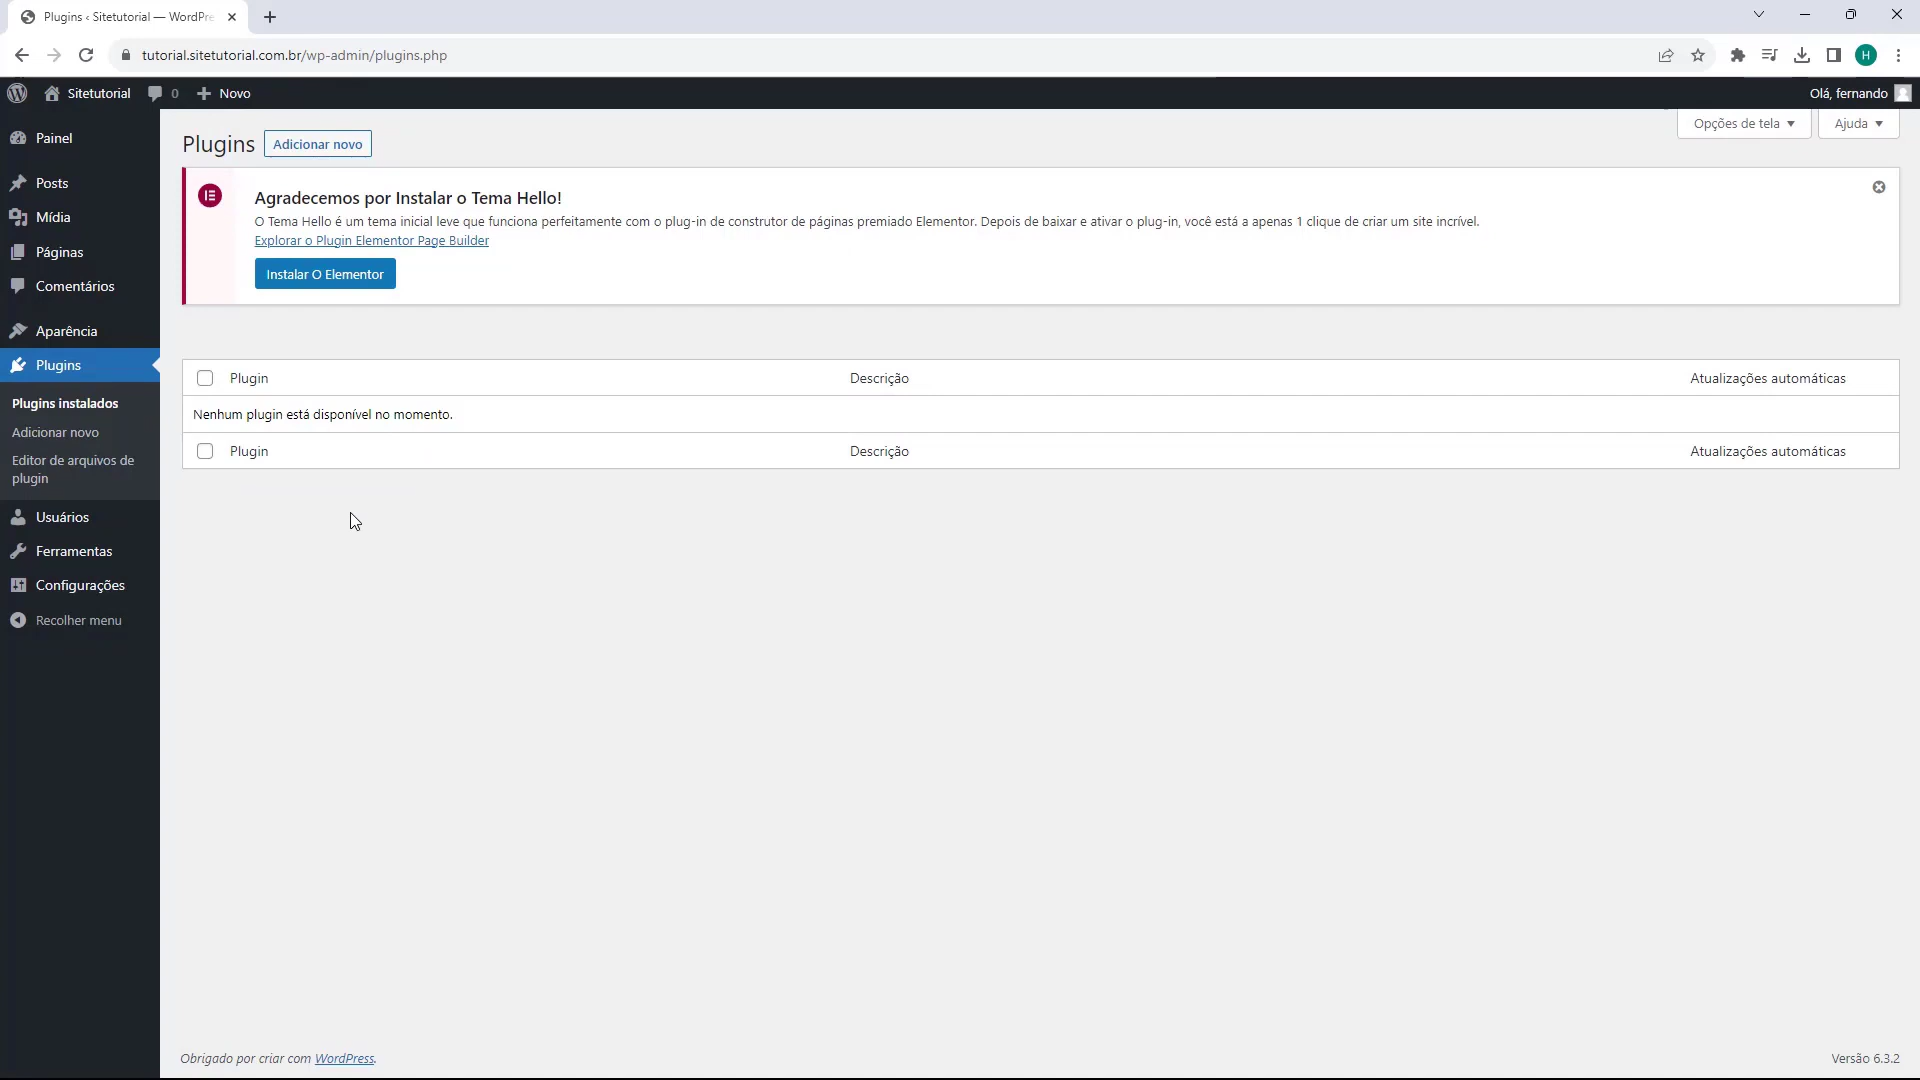 Plugins ‹ Sitetutorial — WordPre
tutorial.sitetutorial.com.br/wp-admin/plugins.php
H
Sitetutorial 0 Novo
Olá, fernando
Painel
Posts
Mídia
Páginas
Comentários
Aparência
Plugins
Plugins instalados
Adicionar novo
Editor de arquivos de
plugin
Usuários
Ferramentas
Configurações
Recolher menu
Opções de tela
Ajuda
Plugins Adicionar novo
Agradecemos por Instalar o Tema Hello!
O Tema Hello é um tema inicial leve que funciona perfeitamente com o plug-in de construtor de páginas premiado Elementor. Depois de baixar e ativar o plug-in, você está a apenas 1 clique de criar um site incrível.
Explorar o Plugin Elementor Page Builder
Instalar O Elementor
Plugin Descrição Atualizações automáticas
Nenhum plugin está disponível no momento.
Plugin Descrição Atualizações automáticas
Obrigado por criar com WordPress.
Versão 6.3.2